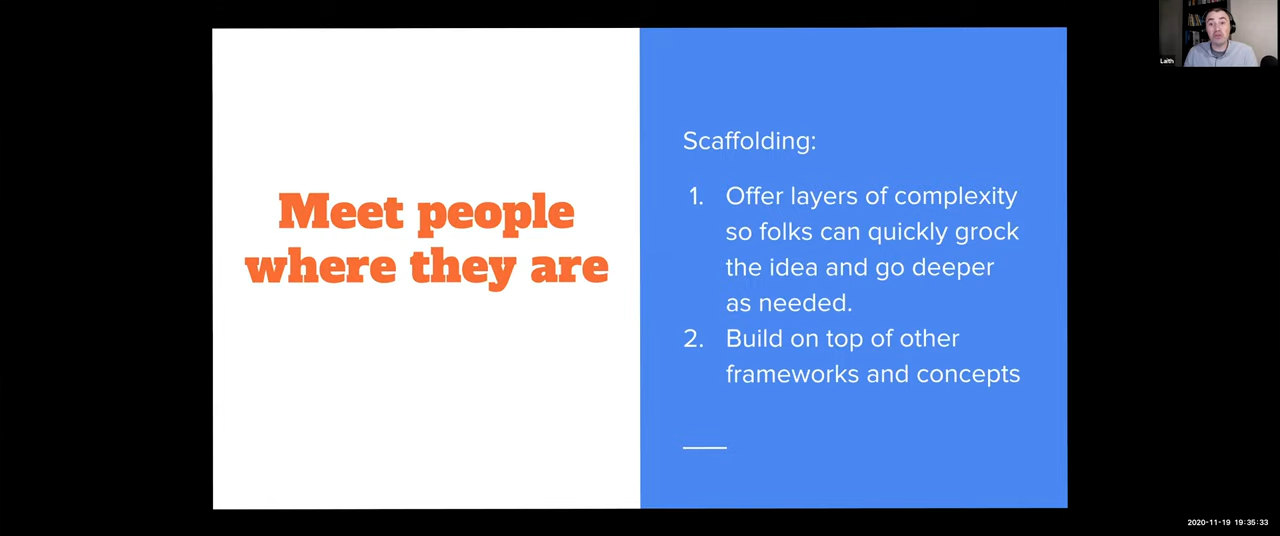 Meet people
where they are
Scaffolding:
1. Offer layers of complexity
so folks can quickly grock
the idea and go deeper
as needed.
2. Build on top of other
frameworks and concepts
Laith
2020-11-19 19:35:33